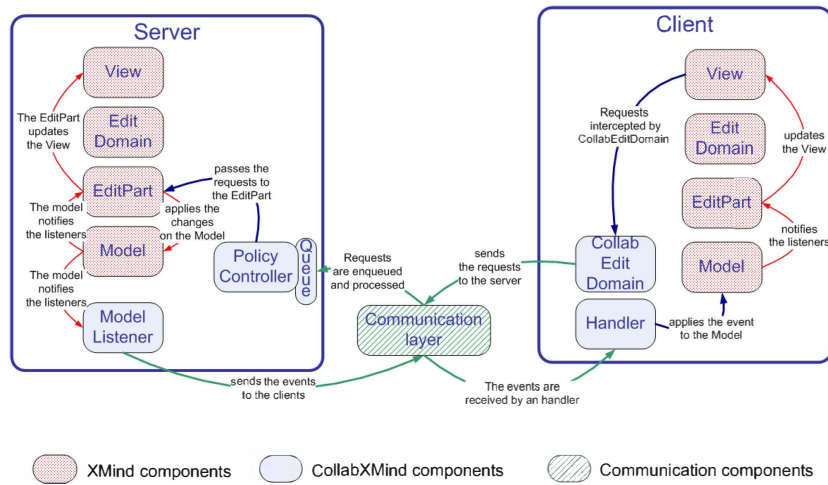 Server
View
The EditPart
updates
the View
Edit
Domain
passes the
requests to
the EditPart
EditPart
The model
notifies
the listeners
applies the
changes
on the Model
Model
Policy
Controller
Queue
The model
notifies
the listeners
Model
Listener
Requests
are enqueued
and processed
sends
the requests
to the server
Communication
layer
sends the events
to the clients
The events are
received by an handler
Client
View
Requests
intercepted by
CollabEditDomain
Edit
Domain
updates
the View
EditPart
notifies
the listeners
Collab
Edit
Domain
Model
Handler
applies the event
to the Model
XMind components
CollabXMind components
Communication components